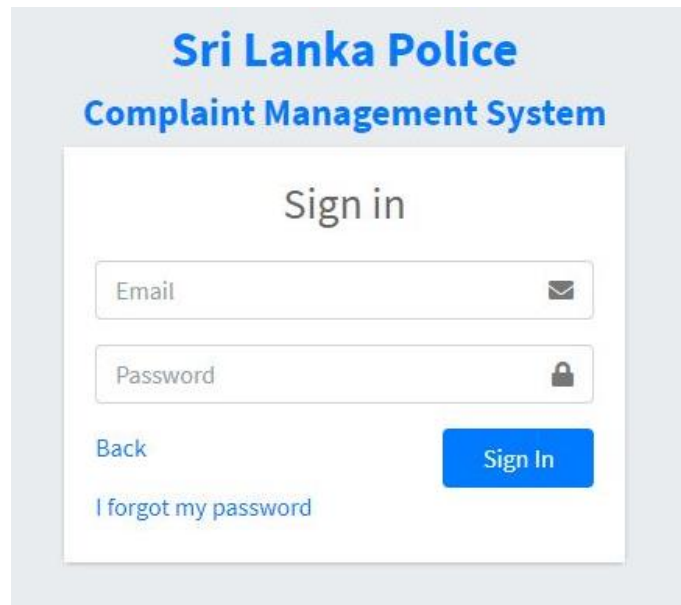 Sri Lanka Police
Complaint Management System
Sign in
Email
Password
Back
Sign In
I forgot my password